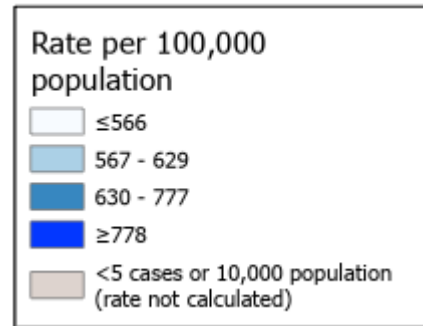 Rate per 100,000
population
≤566
567 - 629
630 - 777
≥778
<5 cases or 10,000 population
(rate not calculated)